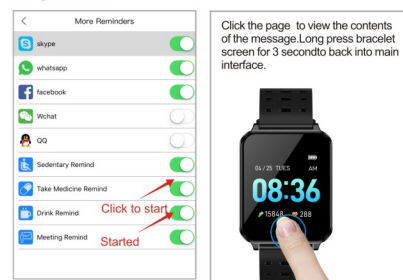 More Reminders
skype
whatsapp
facebook
Wchat
QQ
Sedentary Remind
Take Medicine Remind
Click to start
Drink Remind
Started
Meeting Remind
Click the page to view the contents
of the message.Long press bracelet
screen for 3 secondto back into main
interface.
04/25 TUES AM
08:36
15848 288